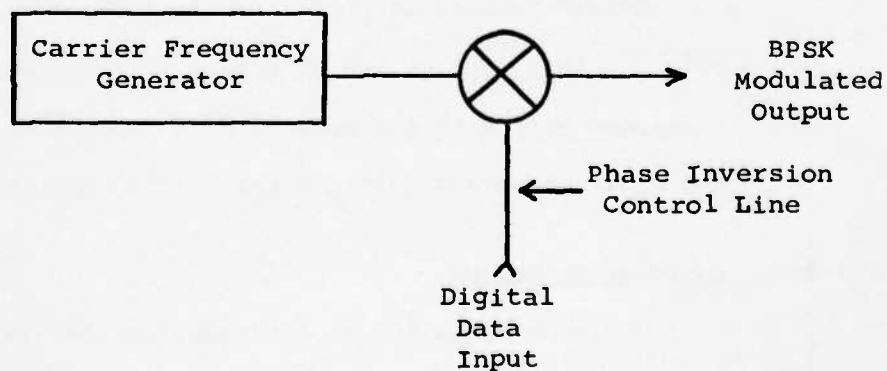 Carrier Frequency
Generator
BPSK
Modulated
Output
Phase Inversion
Control Line
Digital
Data
Input